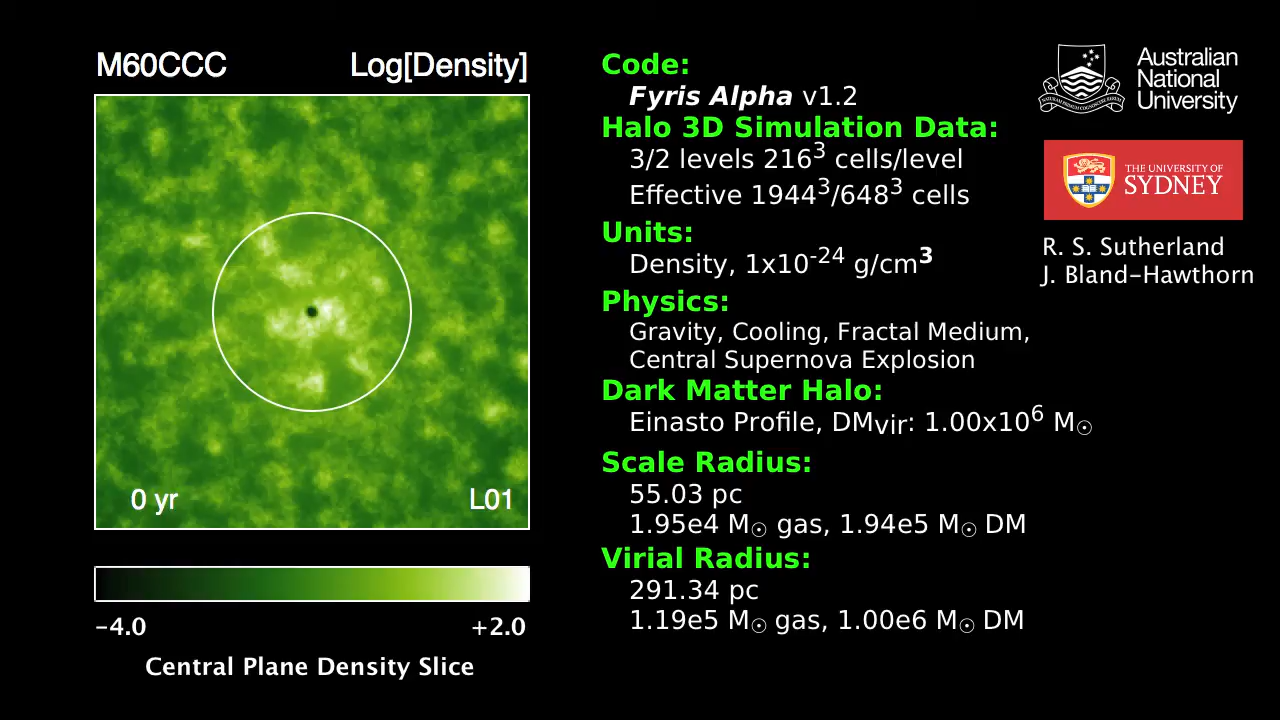 M60CCC Log[Density]
0 yr L01
−4.0 +2.0
Central Plane Density Slice
Code:
Fyris Alpha v1.2
Halo 3D Simulation Data:
3/2 levels 216³ cells/level
Effective 1944³/648³ cells
Units:
Density, 1x10⁻²⁴ g/cm³
Physics:
Gravity, Cooling, Fractal Medium,
Central Supernova Explosion
Dark Matter Halo:
Einasto Profile, DMvir: 1.00x10⁶ M☉
Scale Radius:
55.03 pc
1.95e4 M☉ gas, 1.94e5 M☉ DM
Virial Radius:
291.34 pc
1.19e5 M☉ gas, 1.00e6 M☉ DM
Australian
National
University
THE UNIVERSITY OF
SYDNEY
R. S. Sutherland
J. Bland−Hawthorn